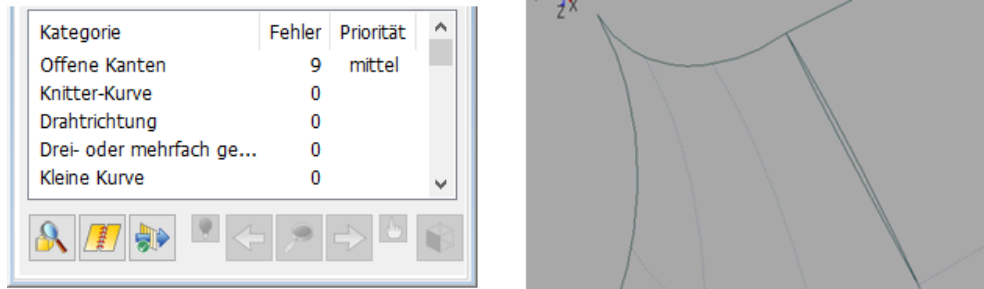 Kategorie Fehler Priorität
Offene Kanten 9 mittel
Knitter-Kurve 0
Drahtrichtung 0
Drei- oder mehrfach ge... 0
Kleine Kurve 0
z x